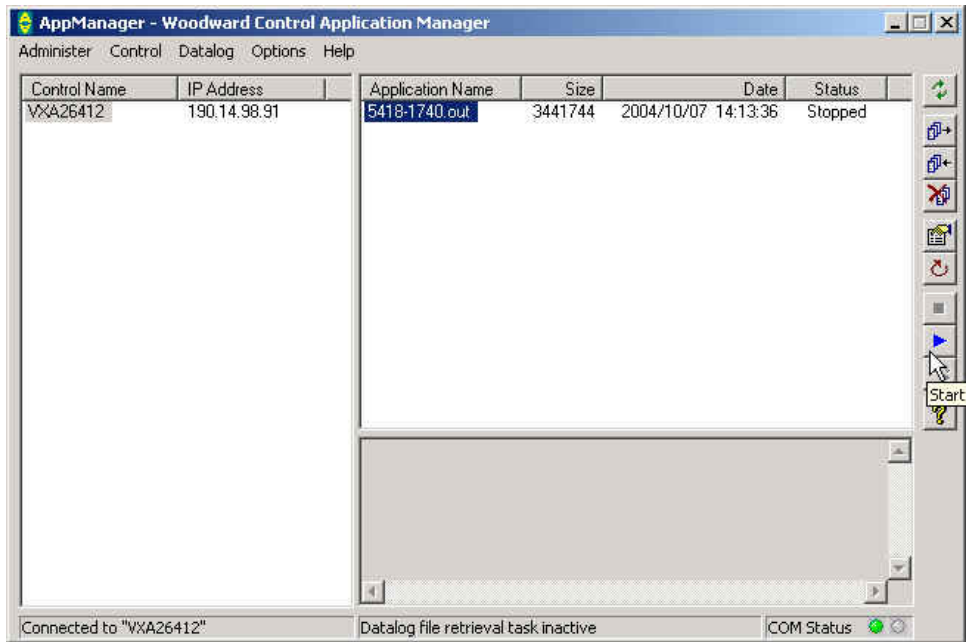 AppManager - Woodward Control Application Manager
Administer Control Datalog Options Help
Control Name IP Address
VXA26412 190.14.98.91
Application Name Size Date Status
5418-1740.out 3441744 2004/10/07 14:13:36 Stopped
Start
?
Connected to "VXA26412"
Datalog file retrieval task inactive
COM Status